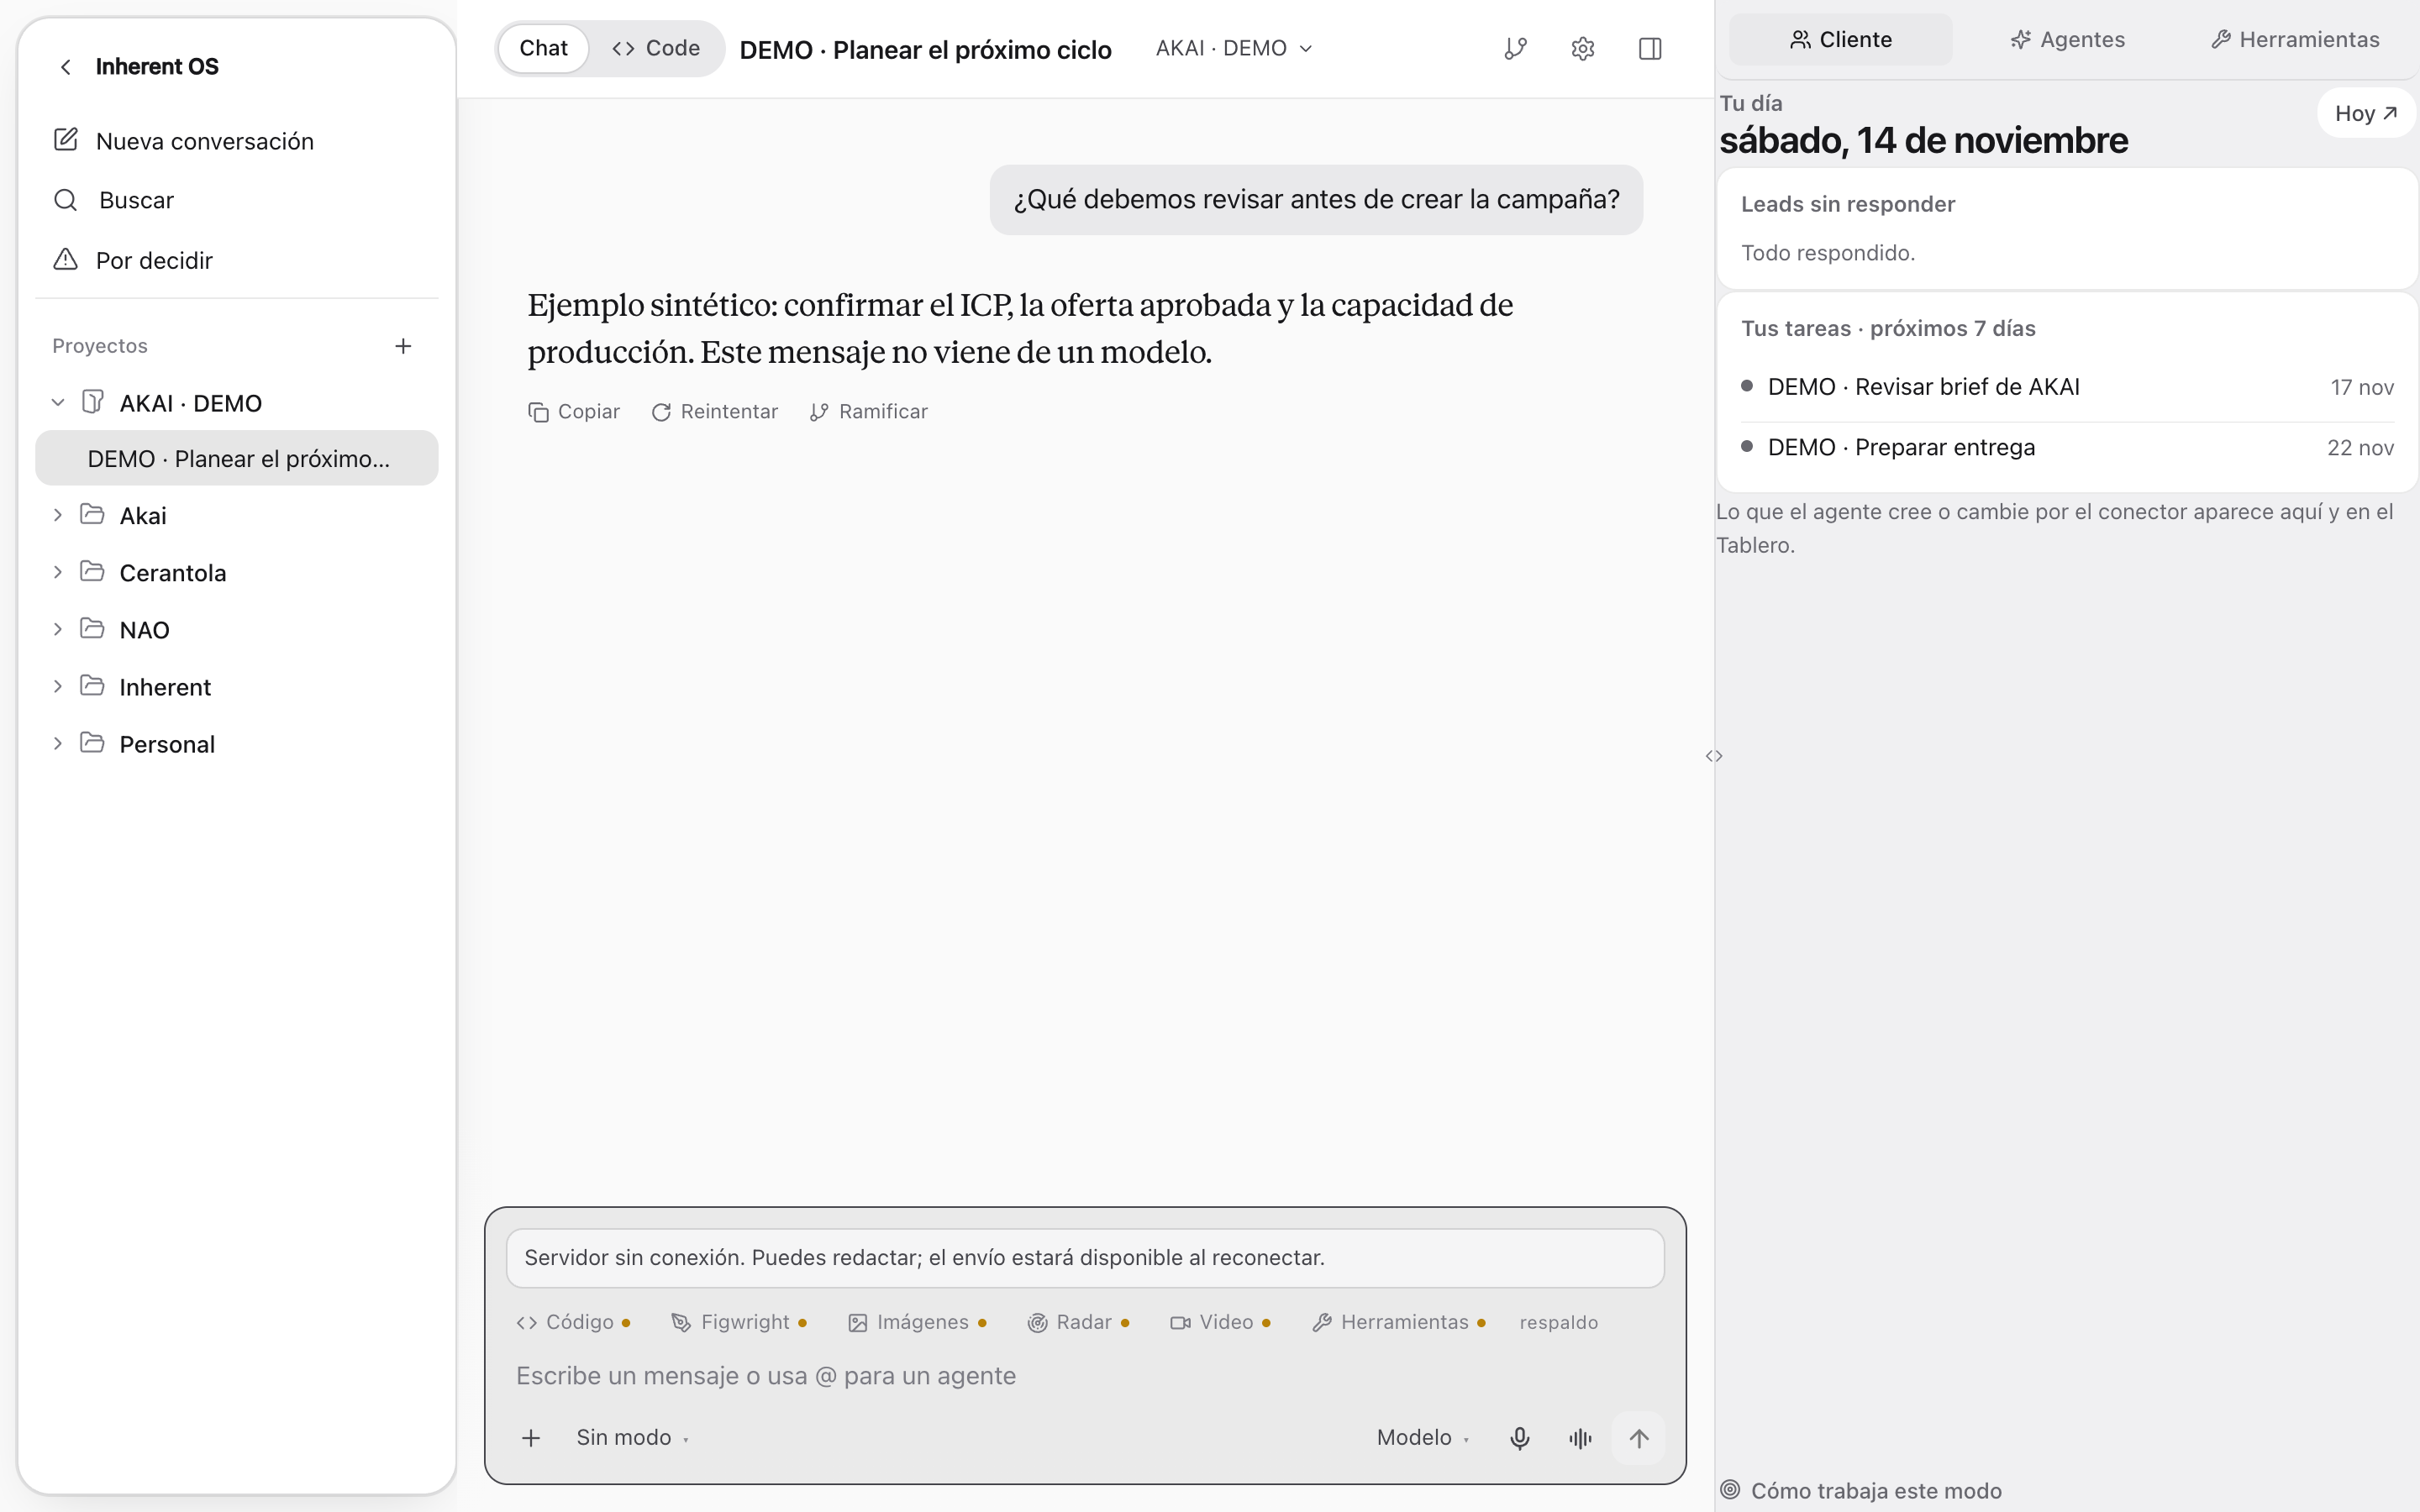 Inherent OS
Nueva conversación
Buscar
Por decidir
Proyectos
AKAI · DEMO
DEMO · Planear el próximo...
Akai
Cerantola
NAO
Inherent
Personal
Chat
Code
DEMO · Planear el próximo ciclo
AKAI · DEMO
¿Qué debemos revisar antes de crear la campaña?
Ejemplo sintético: confirmar el ICP, la oferta aprobada y la capacidad de
producción. Este mensaje no viene de un modelo.
Copiar
Reintentar
Ramificar
Servidor sin conexión. Puedes redactar; el envío estará disponible al reconectar.
Código
Figwright
Imágenes
Radar
Video
Herramientas
respaldo
Escribe un mensaje o usa @ para un agente
Sin modo
Modelo
Cliente
Agentes
Herramientas
Tu día
Hoy
sábado, 14 de noviembre
Leads sin responder
Todo respondido.
Tus tareas · próximos 7 días
DEMO · Revisar brief de AKAI 17 nov
DEMO · Preparar entrega 22 nov
Lo que el agente cree o cambie por el conector aparece aquí y en el
Tablero.
Cómo trabaja este modo